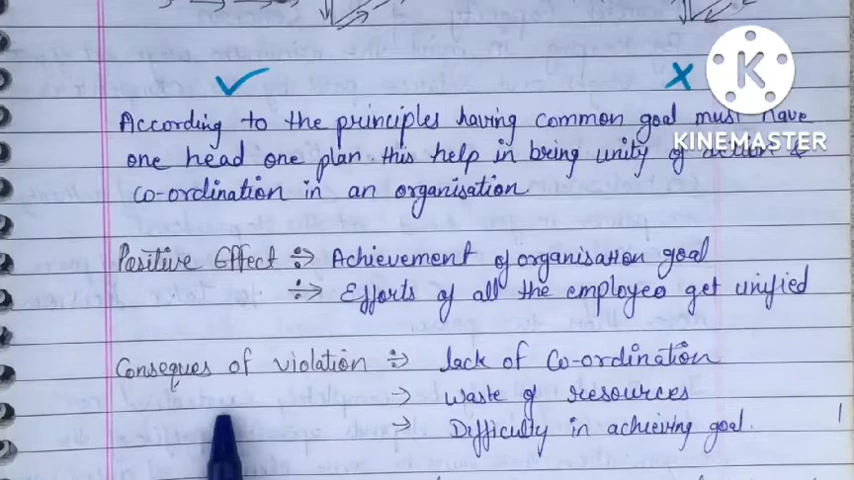 According to the principles having common goal must have
one head one plan. this help in being unity of action &
co-ordination in an organisation
Positive Effect ÷> Achievement of organisation goal
÷> Efforts of all the employee get unified
Conseques of violation ÷> lack of Co-ordination
-> Waste of resources
-> Difficulty in achieving goal.
K
KINEMASTER